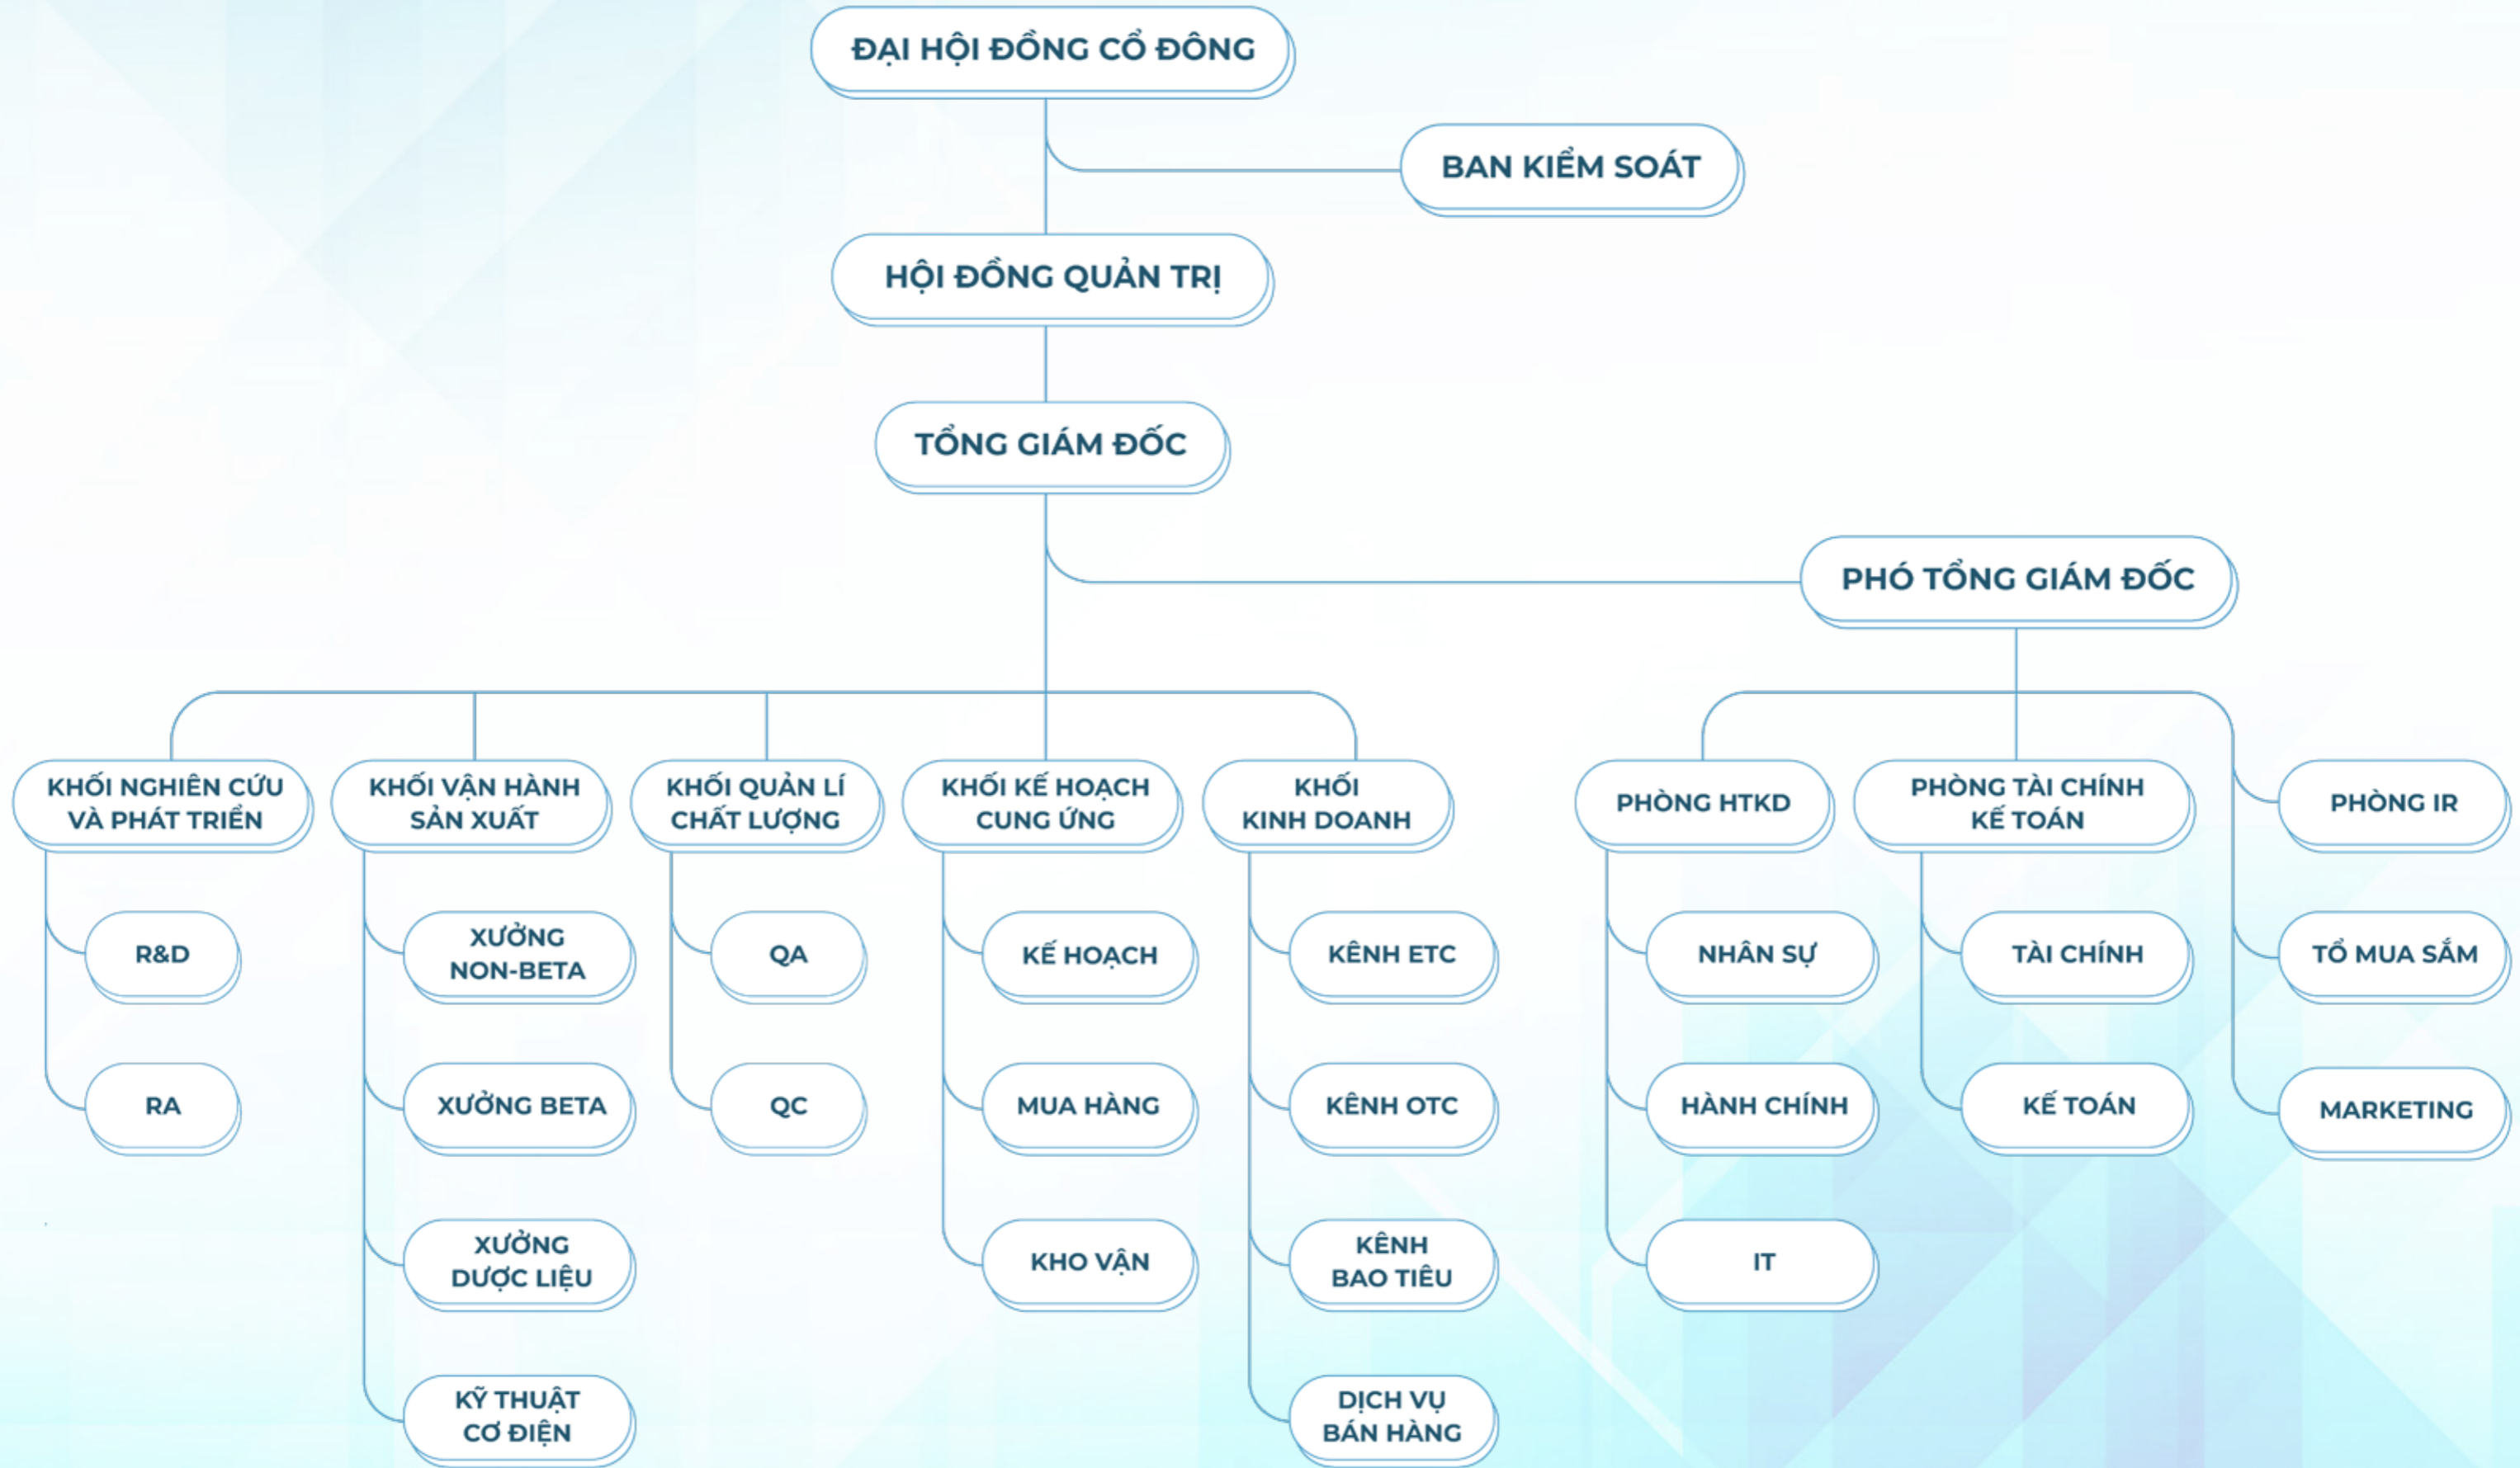 ĐẠI HỘI ĐỒNG CỔ ĐÔNG
BAN KIỂM SOÁT
HỘI ĐỒNG QUẢN TRỊ
TỔNG GIÁM ĐỐC
PHÓ TỔNG GIÁM ĐỐC
KHỐI NGHIÊN CỨU
VÀ PHÁT TRIỂN
KHỐI VẬN HÀNH
SẢN XUẤT
KHỐI QUẢN LÍ
CHẤT LƯỢNG
KHỐI KẾ HOẠCH
CUNG ỨNG
KHỐI
KINH DOANH
PHÒNG HTKD
PHÒNG TÀI CHÍNH
KẾ TOÁN
PHÒNG IR
R&D
XƯỞNG
NON-BETA
QA
KẾ HOẠCH
KÊNH ETC
NHÂN SỰ
TÀI CHÍNH
TỔ MUA SẮM
RA
XƯỞNG BETA
QC
MUA HÀNG
KÊNH OTC
HÀNH CHÍNH
KẾ TOÁN
MARKETING
XƯỞNG
DƯỢC LIỆU
KHO VẬN
KÊNH
BAO TIÊU
IT
KỸ THUẬT
CƠ ĐIỆN
DỊCH VỤ
BÁN HÀNG